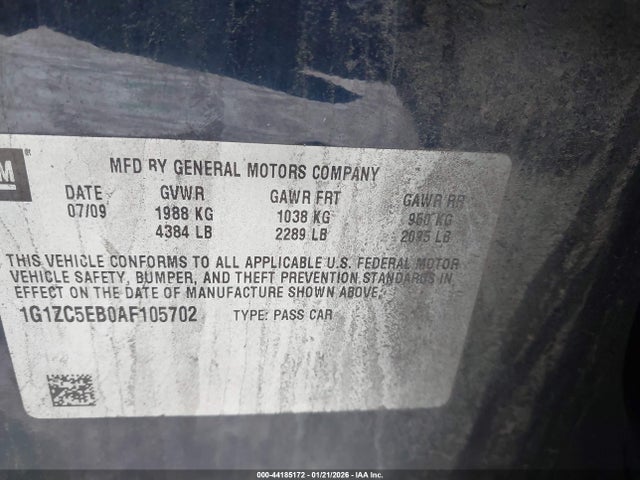 GM®
MFD BY GENERAL MOTORS COMPANY
DATE GVWR GAWR FRT GAWR RR
07/09 1988 KG 1038 KG 950 KG
4384 LB 2289 LB 2095 LB
THIS VEHICLE CONFORMS TO ALL APPLICABLE U.S. FEDERAL MOTOR
VEHICLE SAFETY, BUMPER, AND THEFT PREVENTION STANDARDS IN
EFFECT ON THE DATE OF MANUFACTURE SHOWN ABOVE.
1G1ZC5EB0AF105702 TYPE: PASS CAR
000-44185172 - 01/21/2026 - IAA Inc.